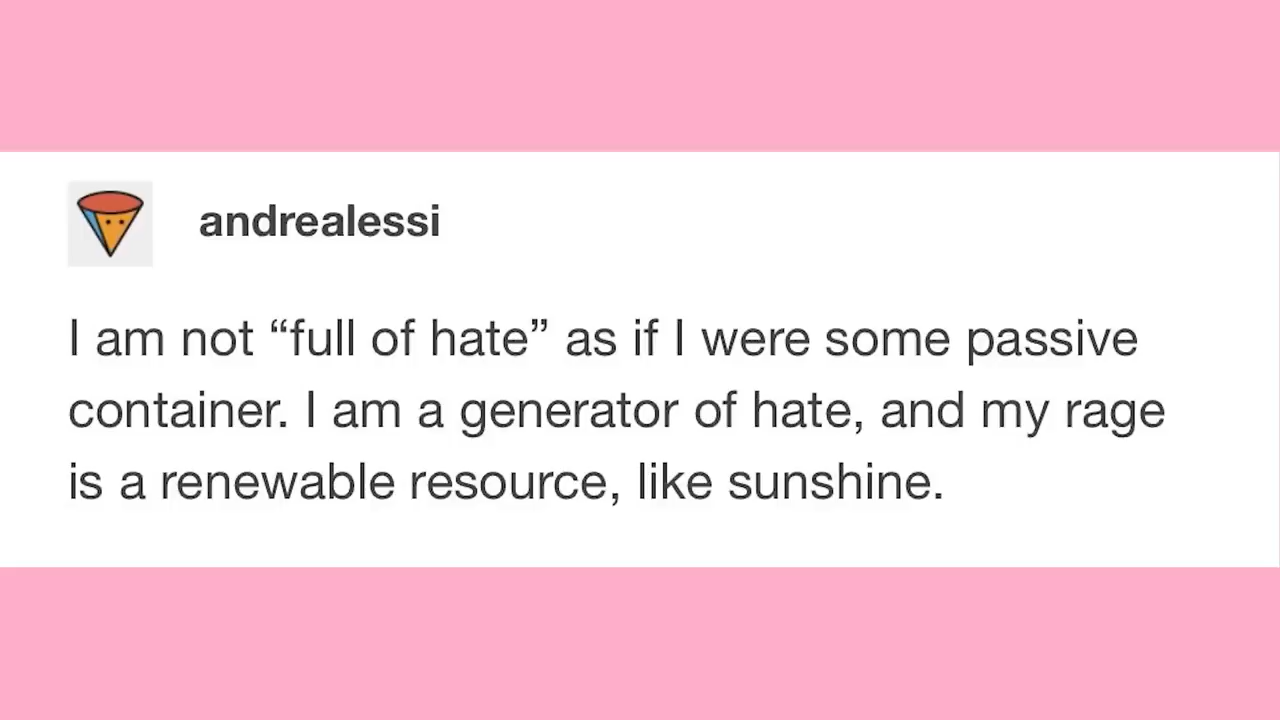 andrealessi
I am not “full of hate” as if I were some passive
container. I am a generator of hate, and my rage
is a renewable resource, like sunshine.